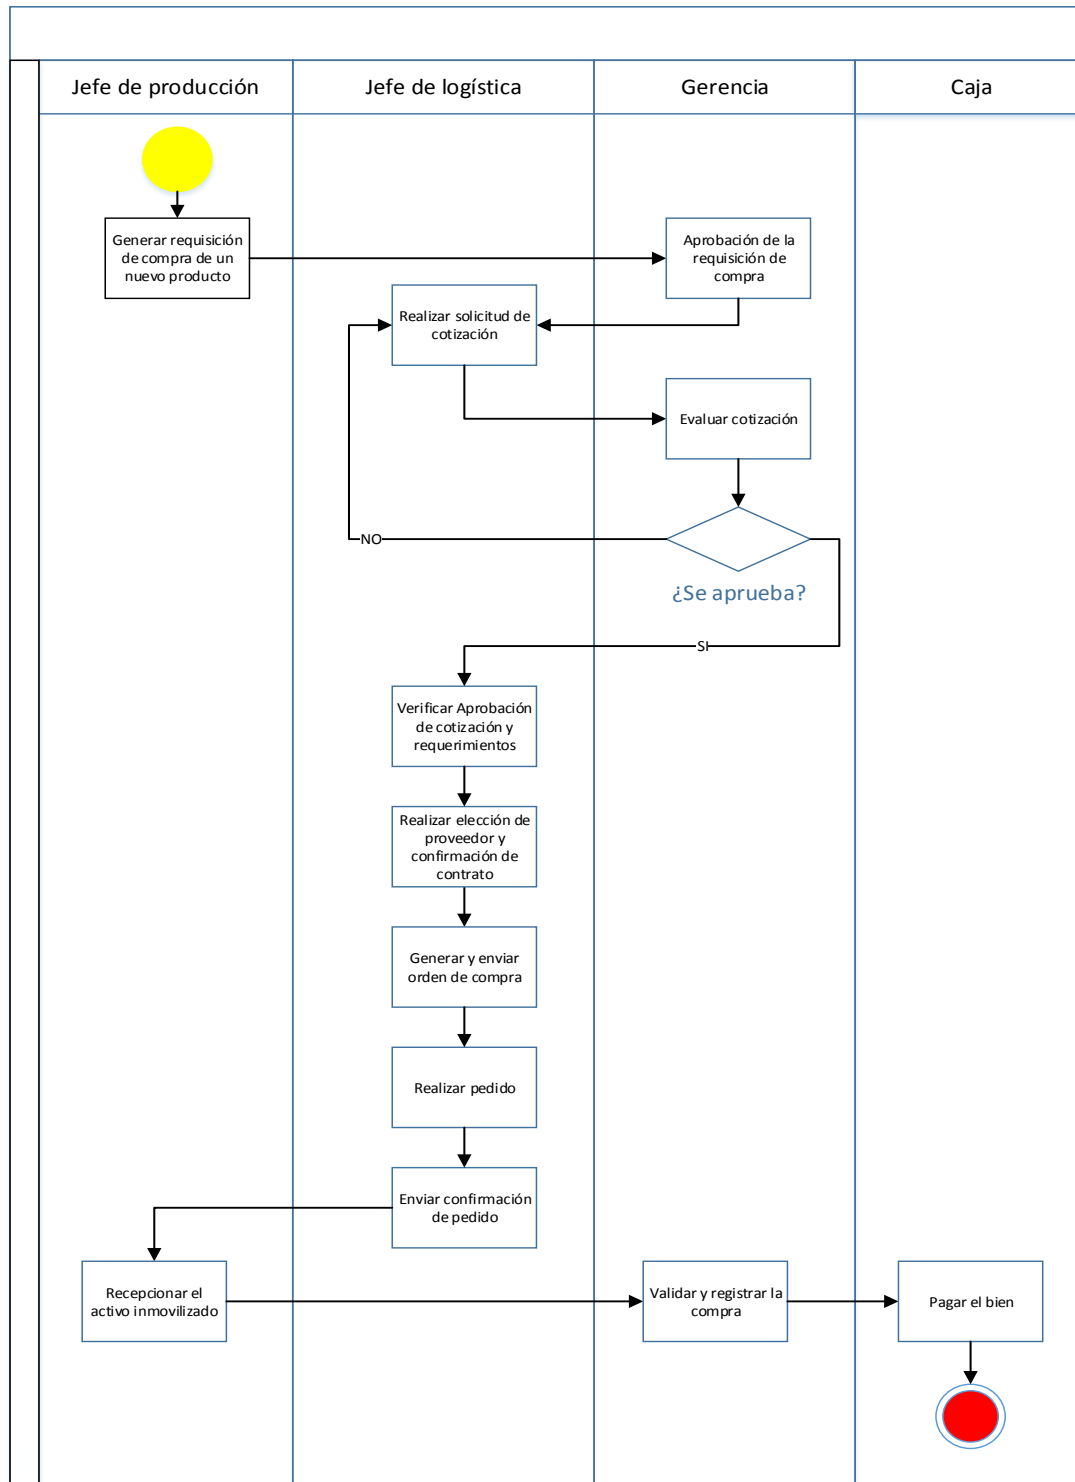 Jefe de producción
Jefe de logística
Gerencia
Caja
Generar requisición
de compra de un
nuevo producto
Aprobación de la
requisición de
compra
Realizar solicitud de
cotización
Evaluar cotización
NO
¿Se aprueba?
SI
Verificar Aprobación
de cotización y
requerimientos
Realizar elección de
proveedor y
confirmación de
contrato
Generar y enviar
orden de compra
Realizar pedido
Enviar confirmación
de pedido
Recepcionar el
activo inmovilizado
Validar y registrar la
compra
Pagar el bien